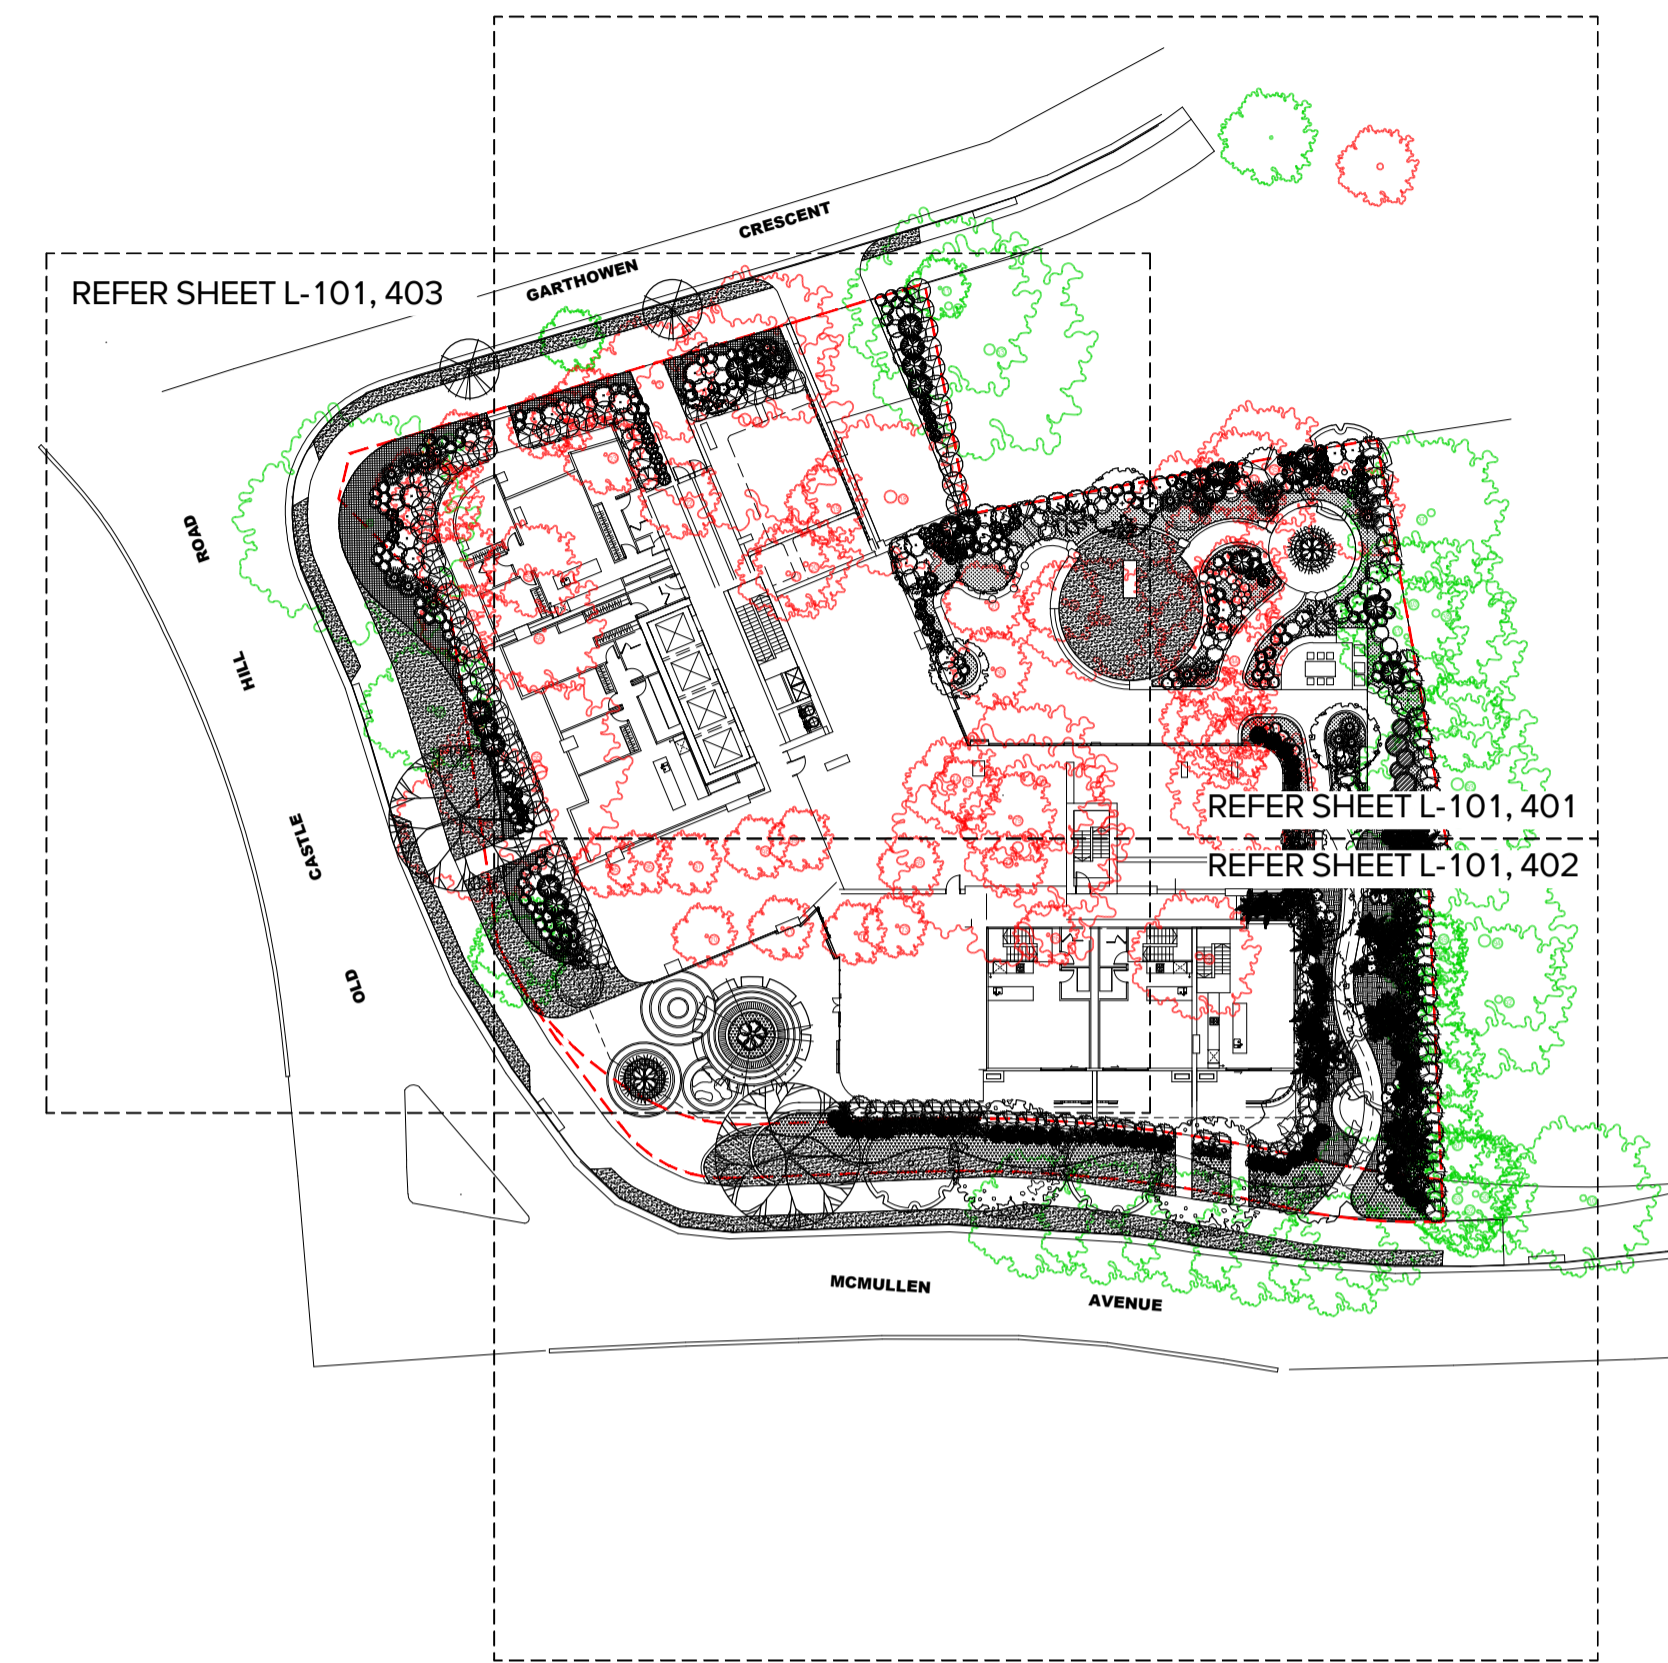 CRESCENT
GARTHOWEN
REFER SHEET L-101, 403
ROAD
HILL
CASTLE
OLD
REFER SHEET L-101, 401
REFER SHEET L-101, 402
MCMULLEN
AVENUE